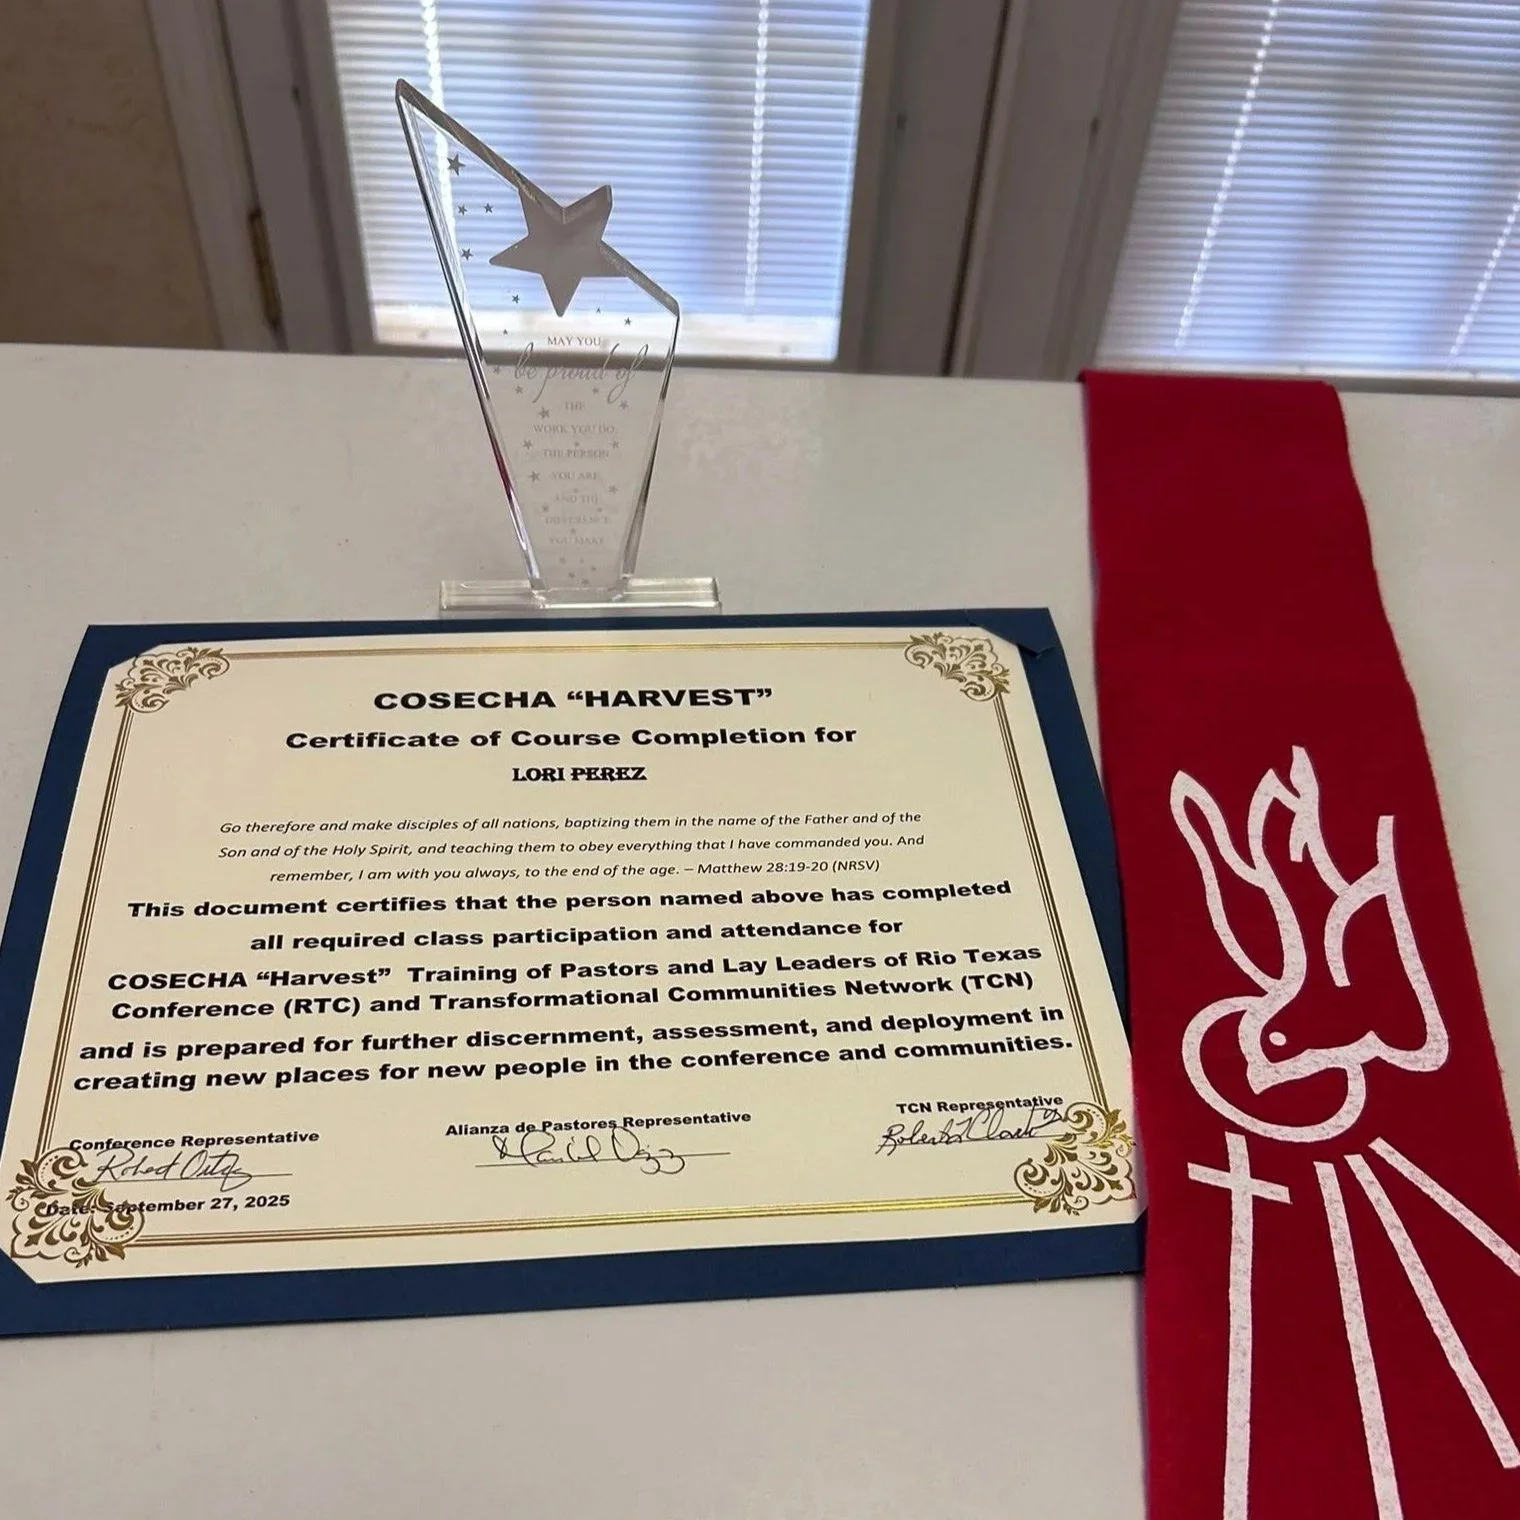 MAY YOU
be proud of
THE
WORK YOU DO,
THE PERSON
YOU ARE
AND THE
DIFFERENCE
YOU MAKE
COSECHA “HARVEST”
Certificate of Course Completion for
LORI PEREZ
Go therefore and make disciples of all nations, baptizing them in the name of the Father and of the
Son and of the Holy Spirit, and teaching them to obey everything that I have commanded you. And
remember, I am with you always, to the end of the age. – Matthew 28:19-20 (NRSV)
This document certifies that the person named above has completed
all required class participation and attendance for
COSECHA “Harvest” Training of Pastors and Lay Leaders of Rio Texas
Conference (RTC) and Transformational Communities Network (TCN)
and is prepared for further discernment, assessment, and deployment in
creating new places for new people in the conference and communities.
Conference Representative
Alianza de Pastores Representative
TCN Representative
Robert
Date: September 27, 2025